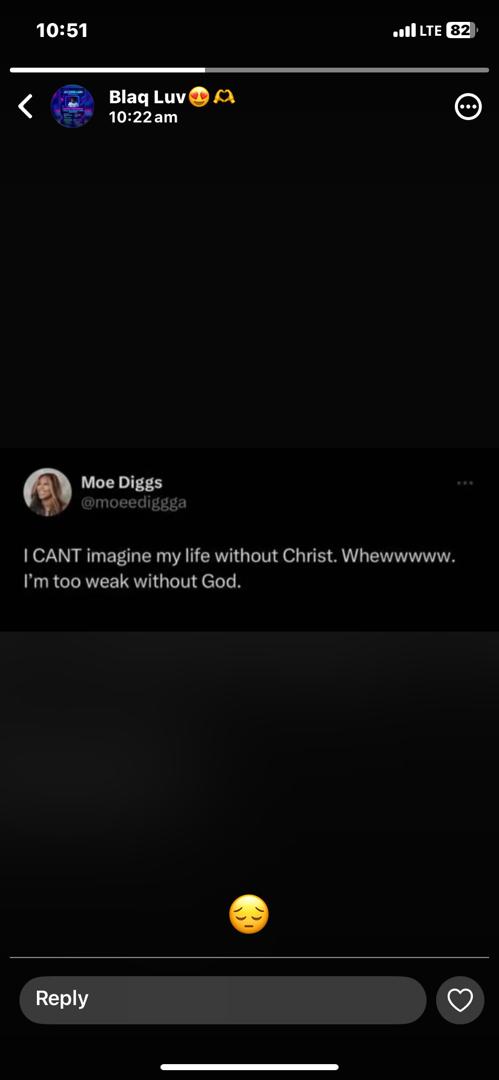 10:51
LTE 82
Blaq Luv😍🫶
10:22 am
Moe Diggs
@moeediggga
I CANT imagine my life without Christ. Whewwwww.
I'm too weak without God.
😔
Reply